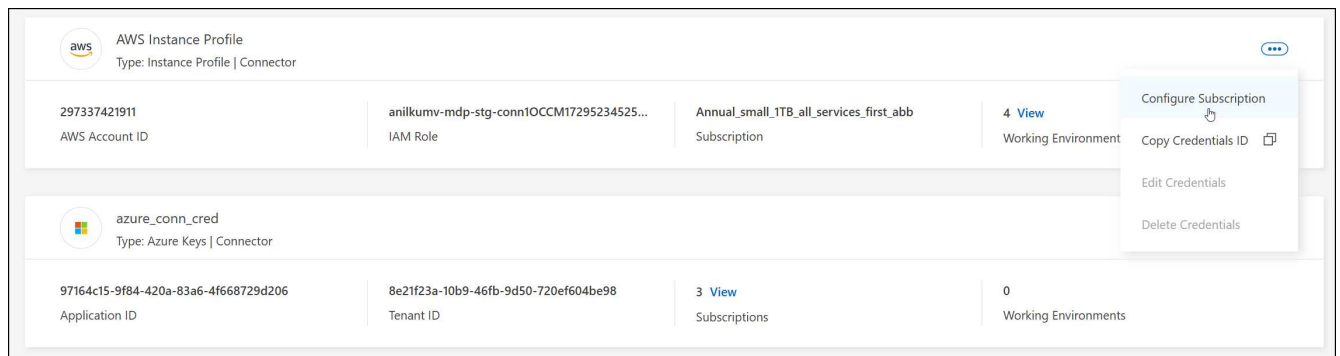 aws
AWS Instance Profile
Type: Instance Profile | Connector
297337421911
AWS Account ID
anilkumv-mdp-stg-conn1OCCM17295234525...
IAM Role
Annual_small_1TB_all_services_first_abb
Subscription
4 View
Working Environment
Configure Subscription
Copy Credentials ID
Edit Credentials
Delete Credentials
azure_conn_cred
Type: Azure Keys | Connector
97164c15-9f84-420a-83a6-4f668729d206
Application ID
8e21f23a-10b9-46fb-9d50-720ef604be98
Tenant ID
3 View
Subscriptions
0
Working Environments